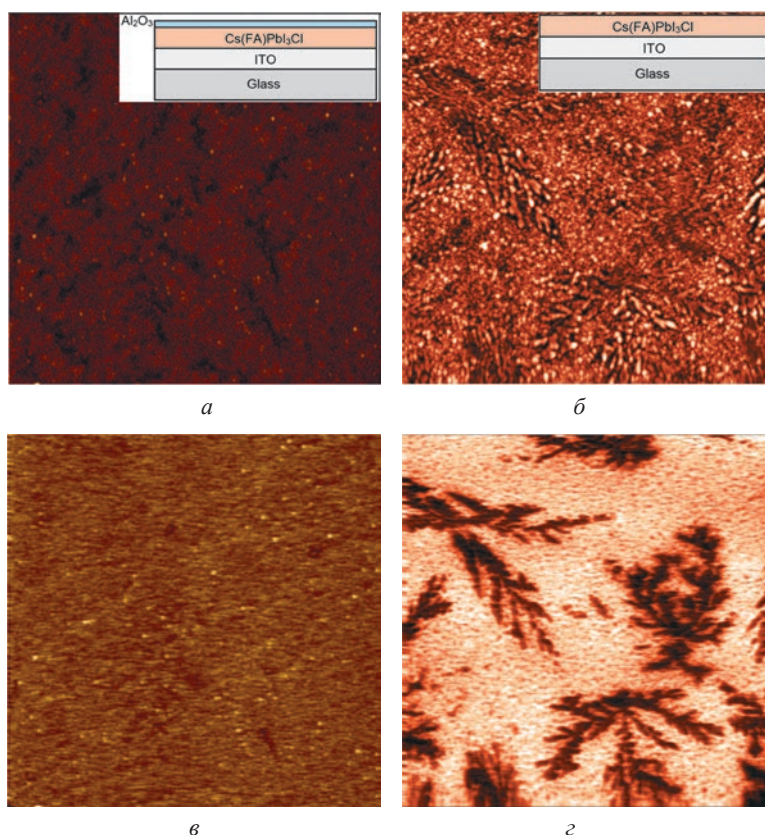 Al₂O₃
Cs(FA)PbI₃Cl
ITO
Glass
Cs(FA)PbI₃Cl
ITO
Glass
а
б
в
г